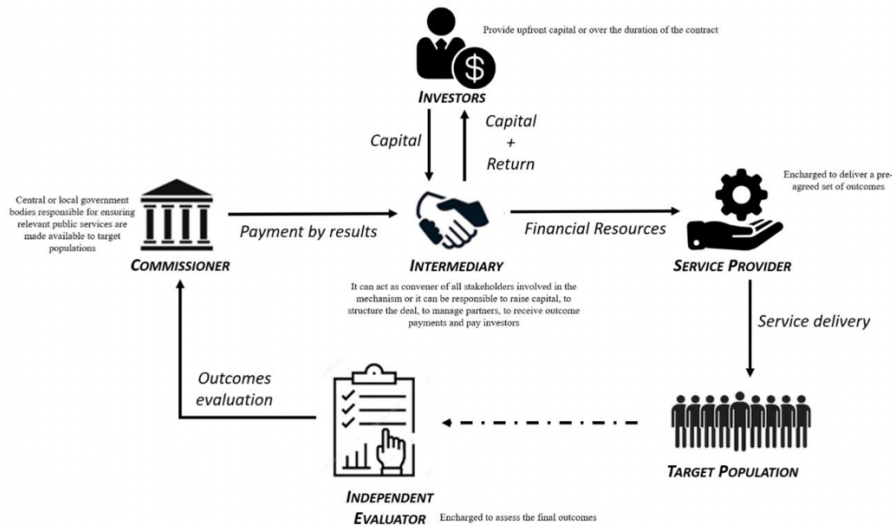 Provide upfront capital or over the duration of the contract
INVESTORS
Capital
Capital
+
Return
Central or local government
bodies responsible for ensuring
relevant public services are
made available to target
populations
COMMISSIONER
Payment by results
INTERMEDIARY
It can act as convener of all stakeholders involved in the
mechanism or it can be responsible to raise capital, to
structure the deal, to manage partners, to receive outcome
payments and pay investors
Financial Resources
Encharged to deliver a pre-
agreed set of outcomes
SERVICE PROVIDER
Service delivery
Outcomes
evaluation
TARGET POPULATION
INDEPENDENT
EVALUATOR
Encharged to assess the final outcomes